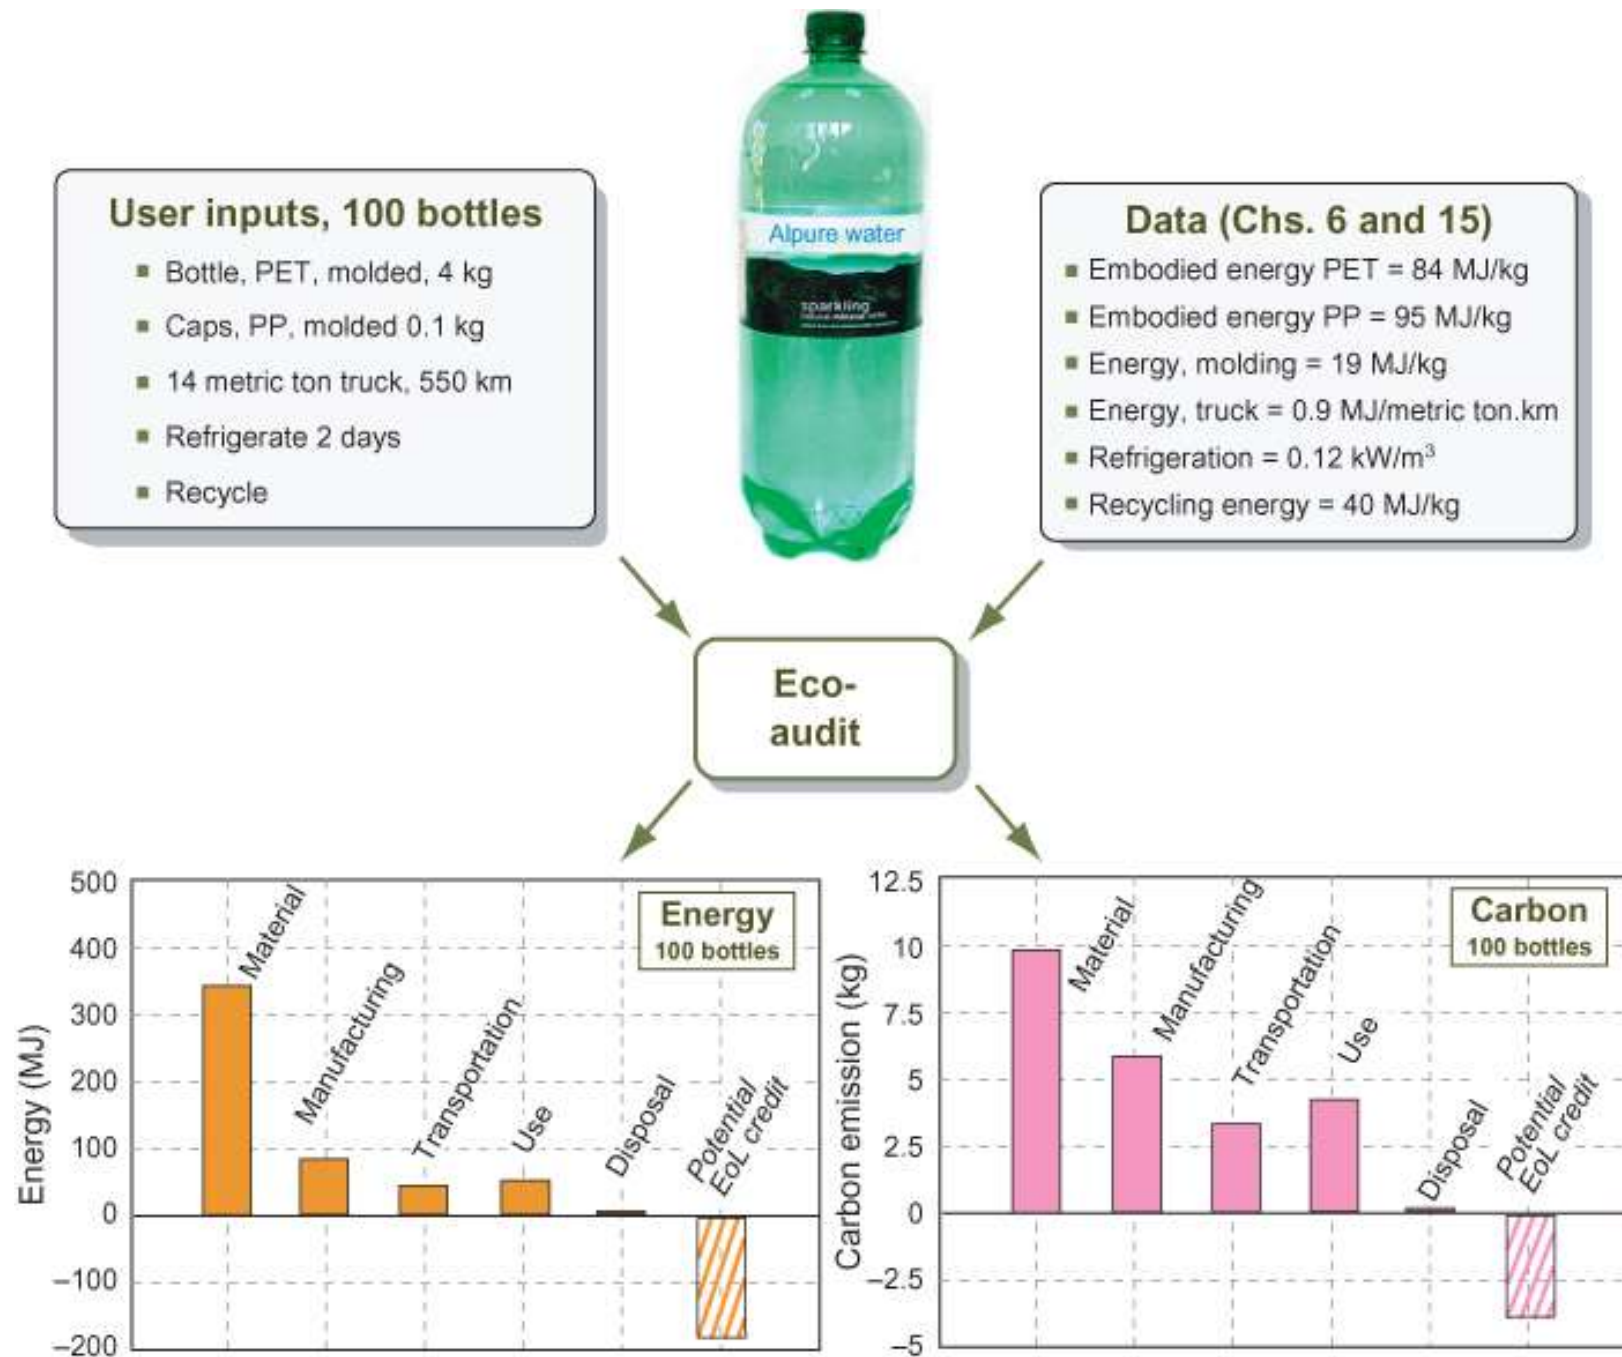 Alpure water
sparkling
User inputs, 100 bottles
Bottle, PET, molded, 4 kg
Caps, PP, molded 0.1 kg
14 metric ton truck, 550 km
Refrigerate 2 days
Recycle
Data (Chs. 6 and 15)
Embodied energy PET = 84 MJ/kg
Embodied energy PP = 95 MJ/kg
Energy, molding = 19 MJ/kg
Energy, truck = 0.9 MJ/metric ton.km
Refrigeration = 0.12 kW/m³
Recycling energy = 40 MJ/kg
Eco-
audit
Energy (MJ)
500
400
300
200
100
0
–100
–200
Material
Manufacturing
Transportation
Use
Disposal
Potential
EoL credit
Energy
100 bottles
Carbon emission (kg)
12.5
10
7.5
5
2.5
0
–2.5
–5
Material
Manufacturing
Transportation
Use
Disposal
Potential
EoL credit
Carbon
100 bottles